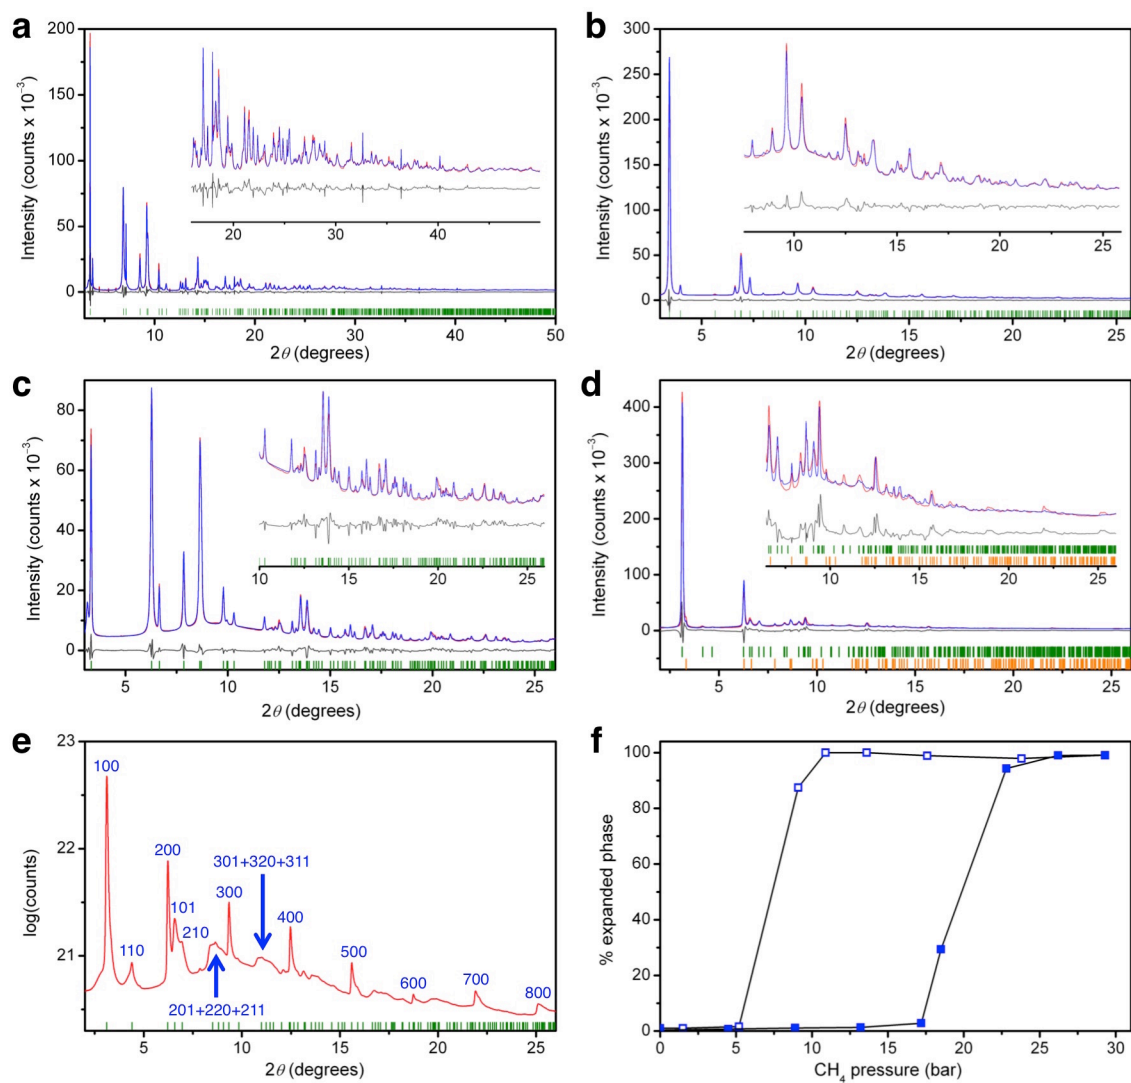 a
200
150
100
50
0
Intensity (counts x 10⁻³)
20 30 40
10 20 30 40 50
2θ (degrees)
b
300
250
200
150
100
50
0
Intensity (counts x 10⁻³)
10 15 20 25
5 10 15 20 25
2θ (degrees)
c
80
60
40
20
0
Intensity (counts x 10⁻³)
10 15 20 25
5 10 15 20 25
2θ (degrees)
d
400
300
200
100
0
Intensity (counts x 10⁻³)
10 15 20 25
5 10 15 20 25
2θ (degrees)
e
23
22
21
log(counts)
100
200
301+320+311
101
300
210
400
110
500
600
700
800
201+220+211
5 10 15 20 25
2θ (degrees)
f
100
80
60
40
20
0
% expanded phase
0 5 10 15 20 25 30
CH₄ pressure (bar)